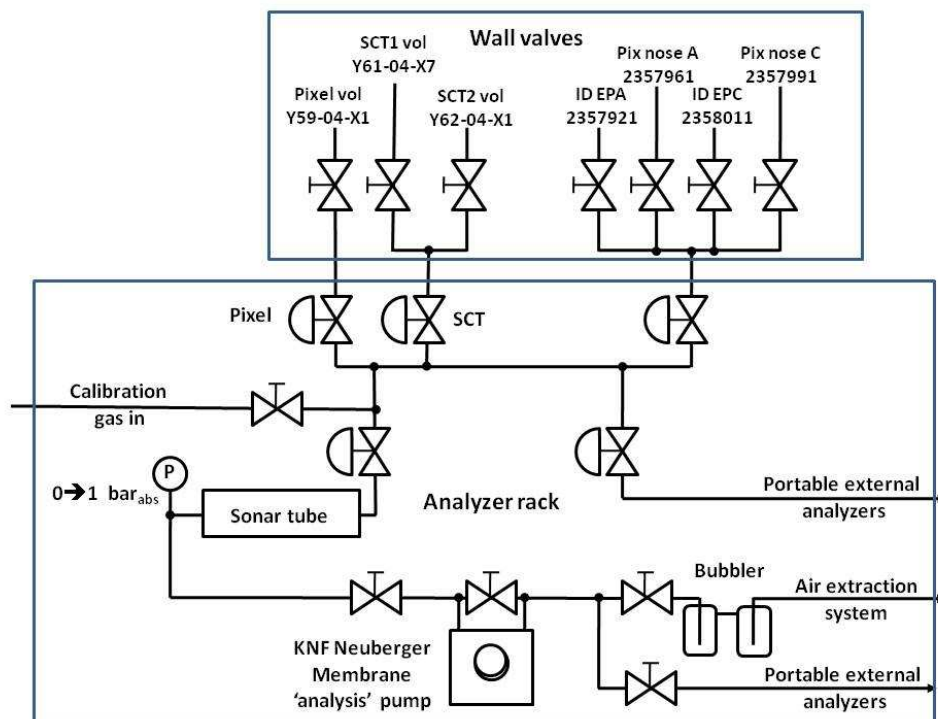 Wall valves
SCT1 vol
Y61-04-X7
Pix nose A
2357961
Pix nose C
2357991
Pixel vol
Y59-04-X1
SCT2 vol
Y62-04-X1
ID EPA
2357921
ID EPC
2358011
Pixel
SCT
Calibration
gas in
P
0➔1 bar_abs
Sonar tube
Analyzer rack
Portable external
analyzers
Bubbler
Air extraction
system
KNF Neuberger
Membrane
‘analysis’ pump
Portable external
analyzers